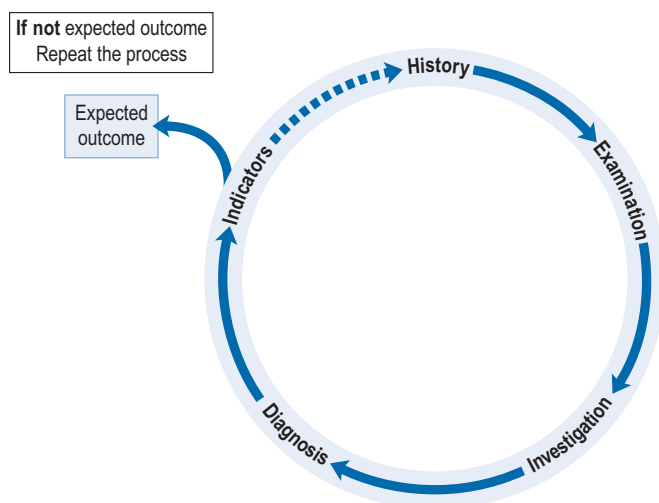 If not expected outcome
Repeat the process
History
Expected
outcome
Examination
Indicators
Investigation
Diagnosis